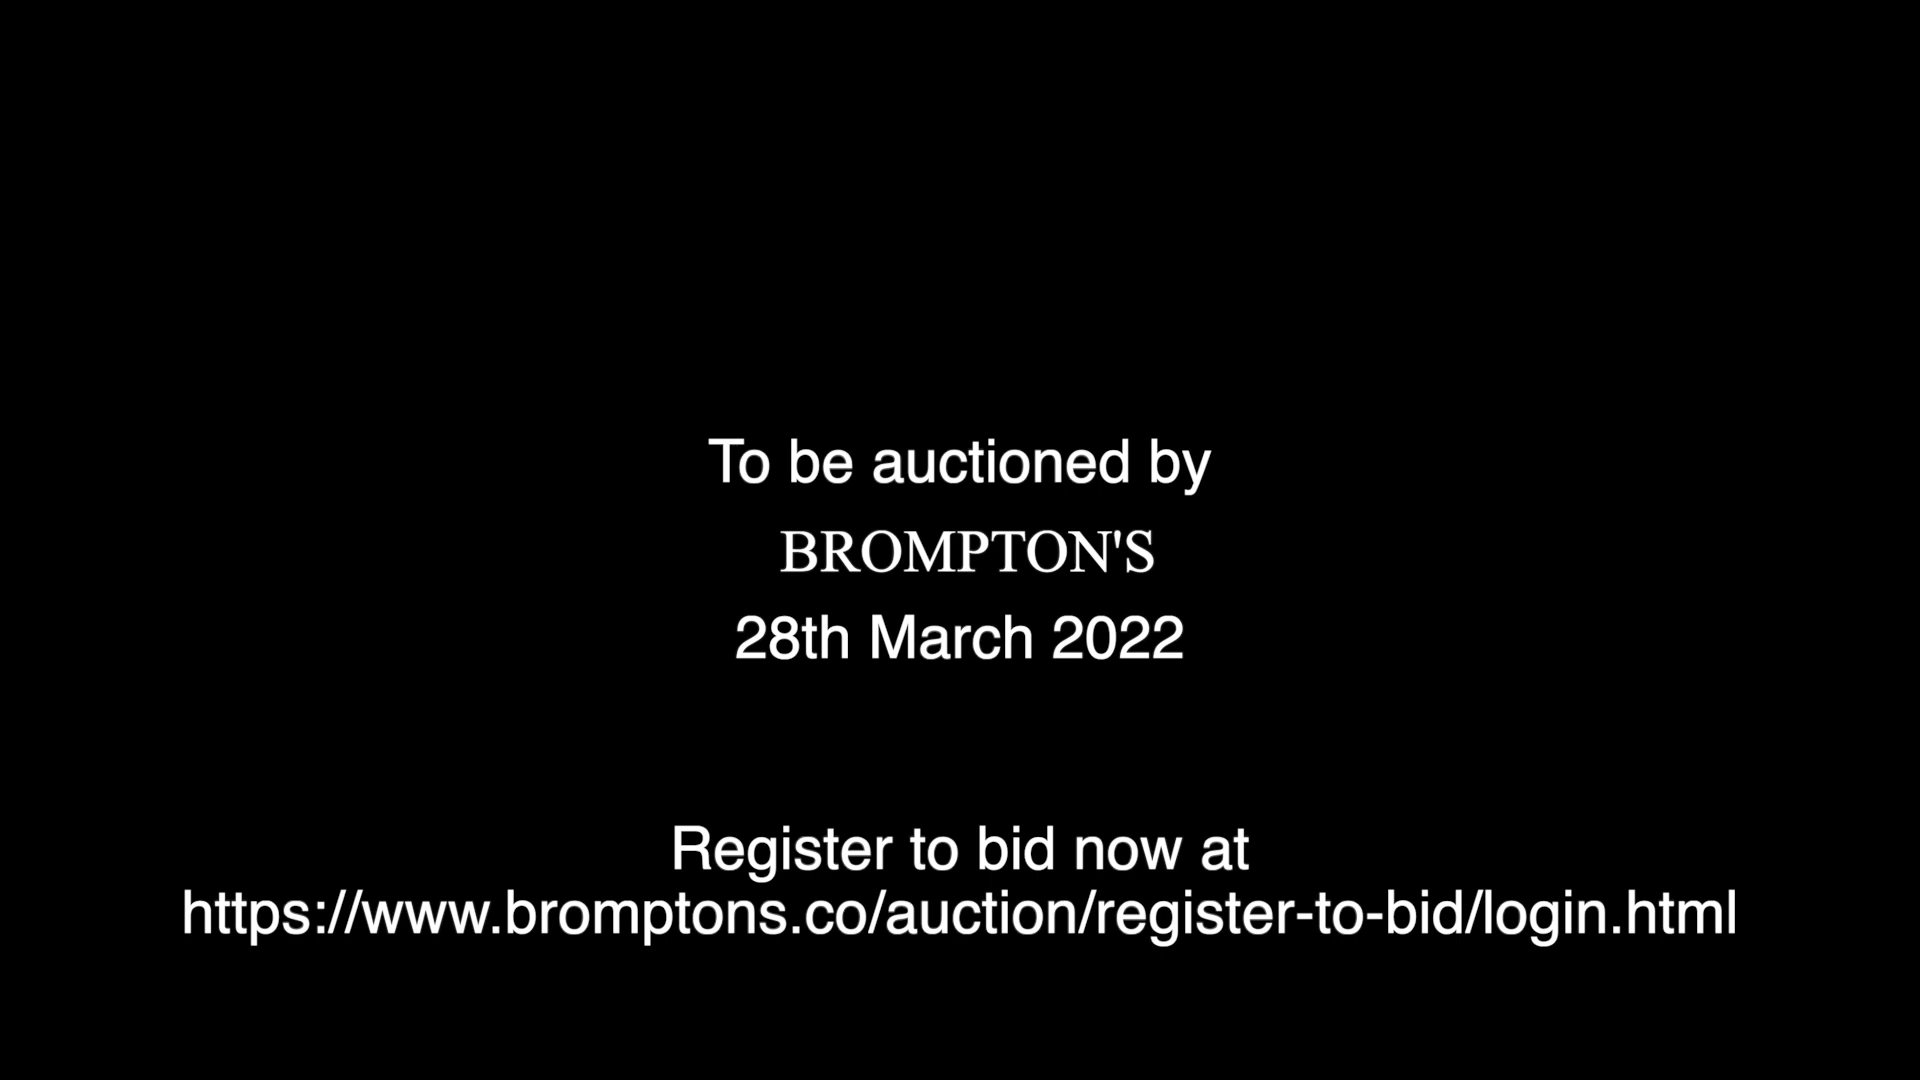 To be auctioned by
BROMPTON'S
28th March 2022
Register to bid now at
https://www.bromptons.co/auction/register-to-bid/login.html